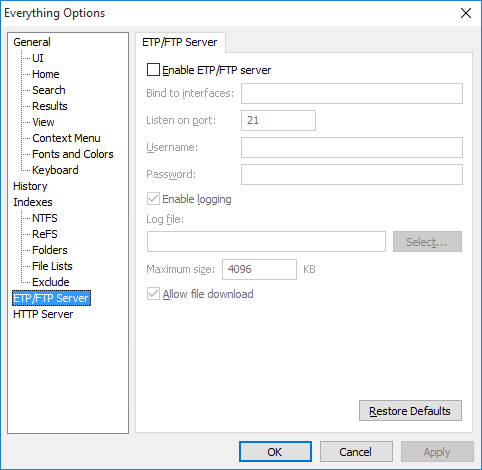 Everything Options
General
UI
Home
Search
Results
View
Context Menu
Fonts and Colors
Keyboard
History
Indexes
NTFS
ReFS
Folders
File Lists
Exclude
ETP/FTP Server
HTTP Server
ETP/FTP Server
Enable ETP/FTP server
Bind to interfaces:
Listen on port: 21
Username:
Password:
Enable logging
Log file:
Select...
Maximum size: 4096 KB
Allow file download
Restore Defaults
OK Cancel Apply